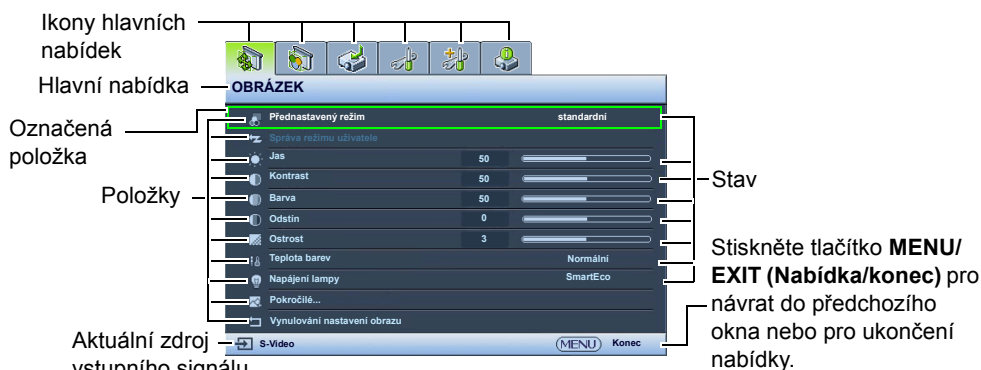 Ikony hlavních
nabídek
Hlavní nabídka
OBRÁZEK
Označená
položka
Přednastavený režim standardní
Správa režimu uživatele
Jas 50
Kontrast 50
Položky
Stav
Barva 50
Odstín 0
Ostrost 3
Teplota barev Normální
Napájení lampy SmartEco
Pokročilé...
Vynulování nastavení obrazu
Stiskněte tlačítko MENU/
EXIT (Nabídka/konec) pro
návrat do předchozího
okna nebo pro ukončení
nabídky.
Aktuální zdroj
vstupního signálu
S-Video MENU Konec